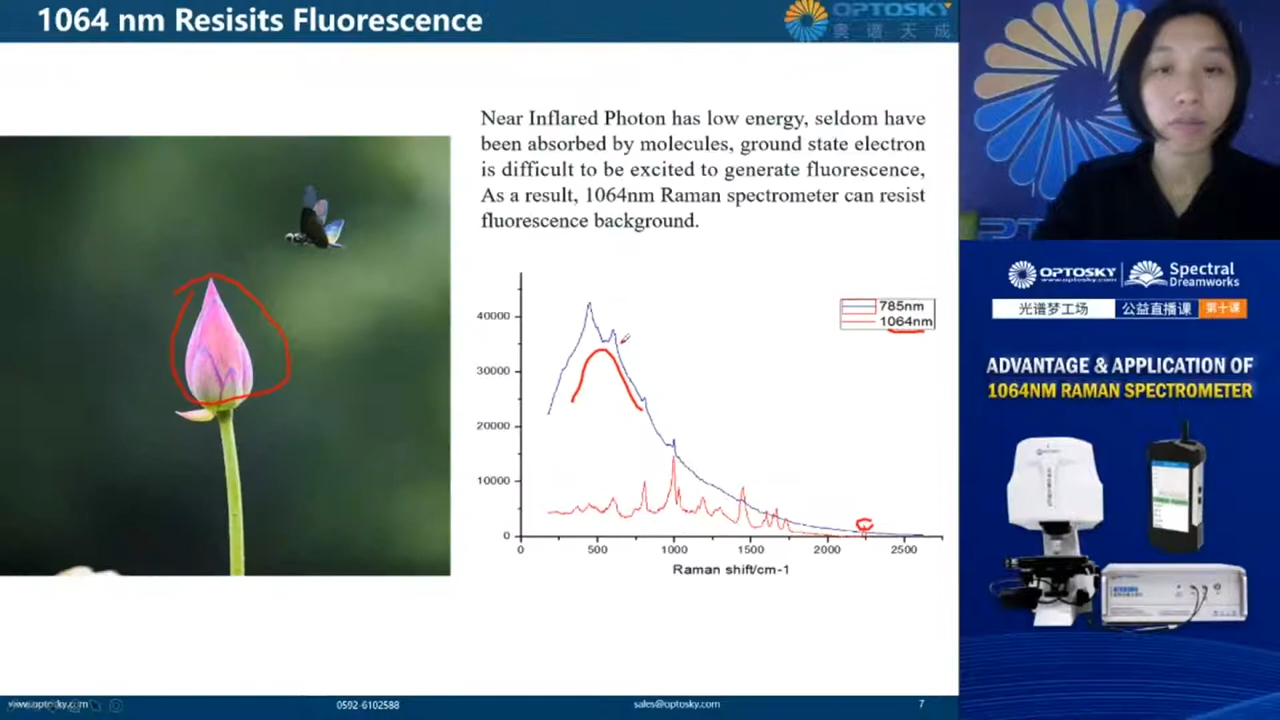 1064 nm Resisits Fluorescence
OPTOSKY
奥 谱 天 成
Near Inflared Photon has low energy, seldom have
been absorbed by molecules, ground state electron
is difficult to be excited to generate fluorescence,
As a result, 1064nm Raman spectrometer can resist
fluorescence background.
785nm
1064nm
40000
30000
20000
10000
0
0 500 1000 1500 2000 2500
Raman shift/cm-1
www.optosky.com
0592-6102588
sales@optosky.com
7
OPTOSKY
Spectral
Dreamworks
光谱梦工场 公益直播课 第十课
ADVANTAGE & APPLICATION OF
1064NM RAMAN SPECTROMETER